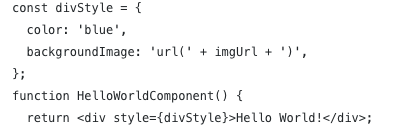 const divStyle = {
  color: 'blue',
  backgroundImage: 'url(' + imgUrl + ')',
};
function HelloWorldComponent() {
  return <div style={divStyle}>Hello World!</div>;